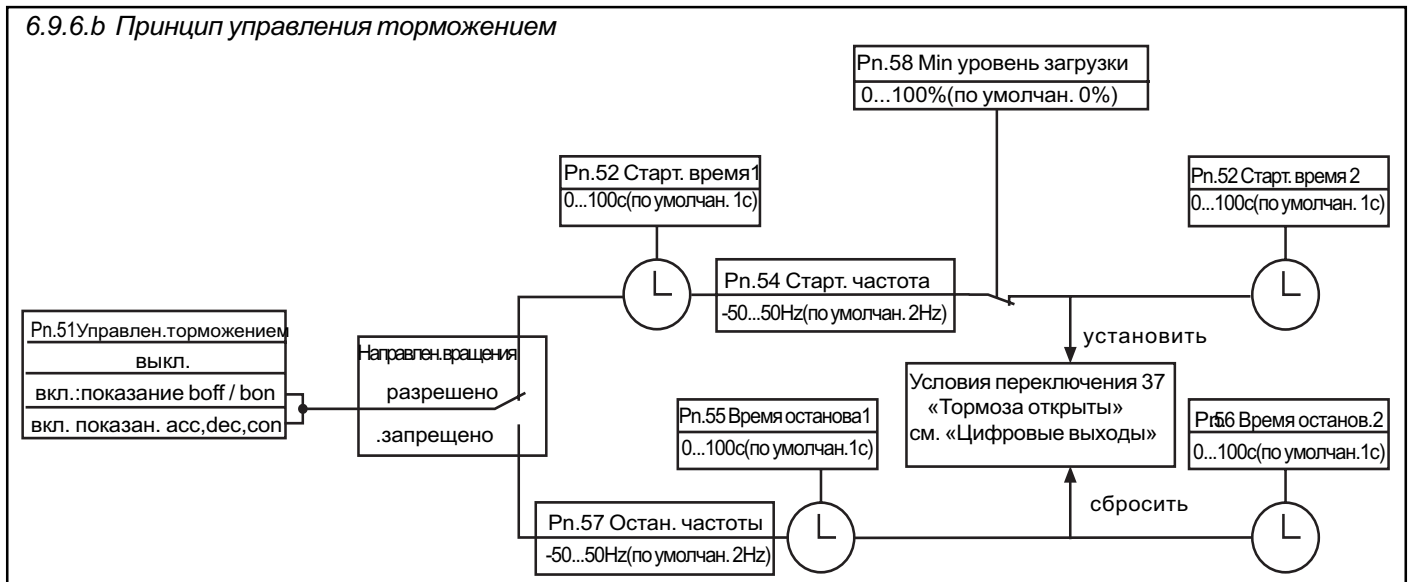 6.9.6.b Принцип управления торможением
Pn.58 Min уровень загрузки
0...100%(по умолчан. 0%)
Pn.52 Старт. время1
0...100с(по умолчан. 1с)
Pn.52 Старт. время 2
0...100с(по умолчан. 1с)
Pn.54 Старт. частота
-50...50Hz(по умолчан. 2Hz)
установить
Pn.51Управлен.торможением
выкл.
вкл.:показание boff / bon
вкл. показан. acc,dec,con
Направлен.вращения
разрешено
.запрещено
Условия переключения 37
«Тормоза открыты»
см. «Цифровые выходы»
Pn.55 Время останова1
0...100с(по умолчан.1с)
Pn.56 Время останов.2
0...100с(по умолчан.1с)
сбросить
Pn.57 Остан. частоты
-50...50Hz(по умолчан. 2Hz)